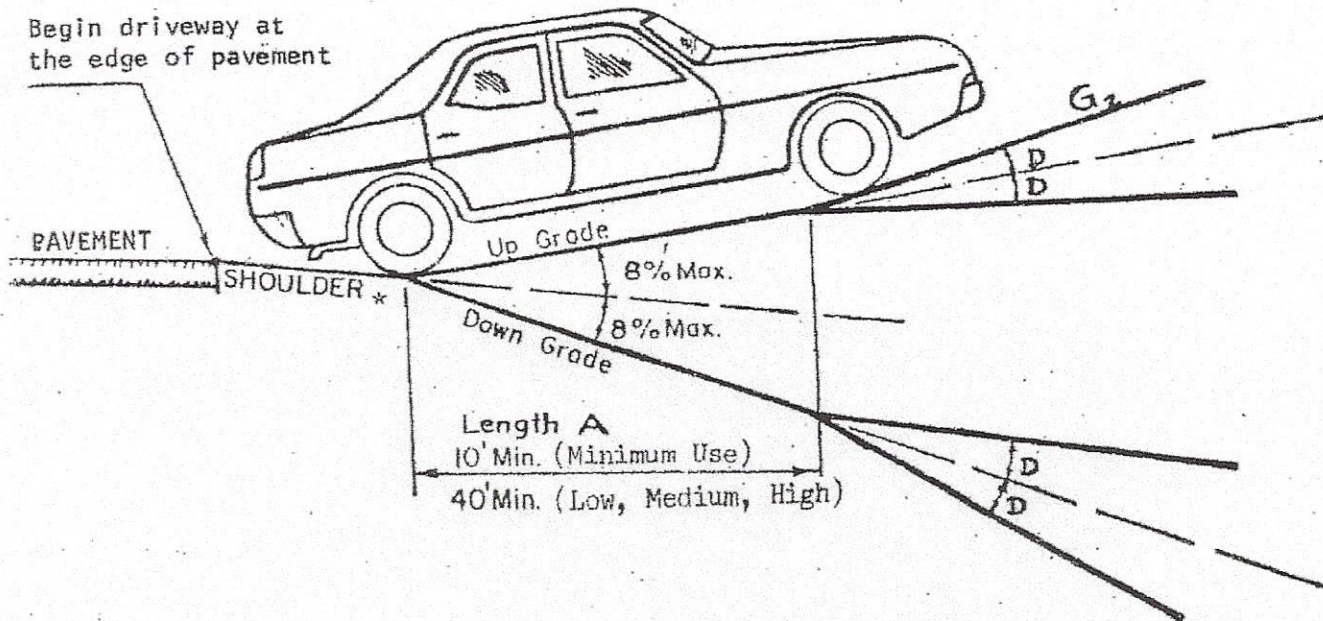 Begin driveway at
the edge of pavement
G₂
D
D
PAVEMENT
Up Grade
SHOULDER *
8% Max.
8% Max.
Down Grade
Length A
10' Min. (Minimum Use)
40' Min. (Low, Medium, High)
D
D